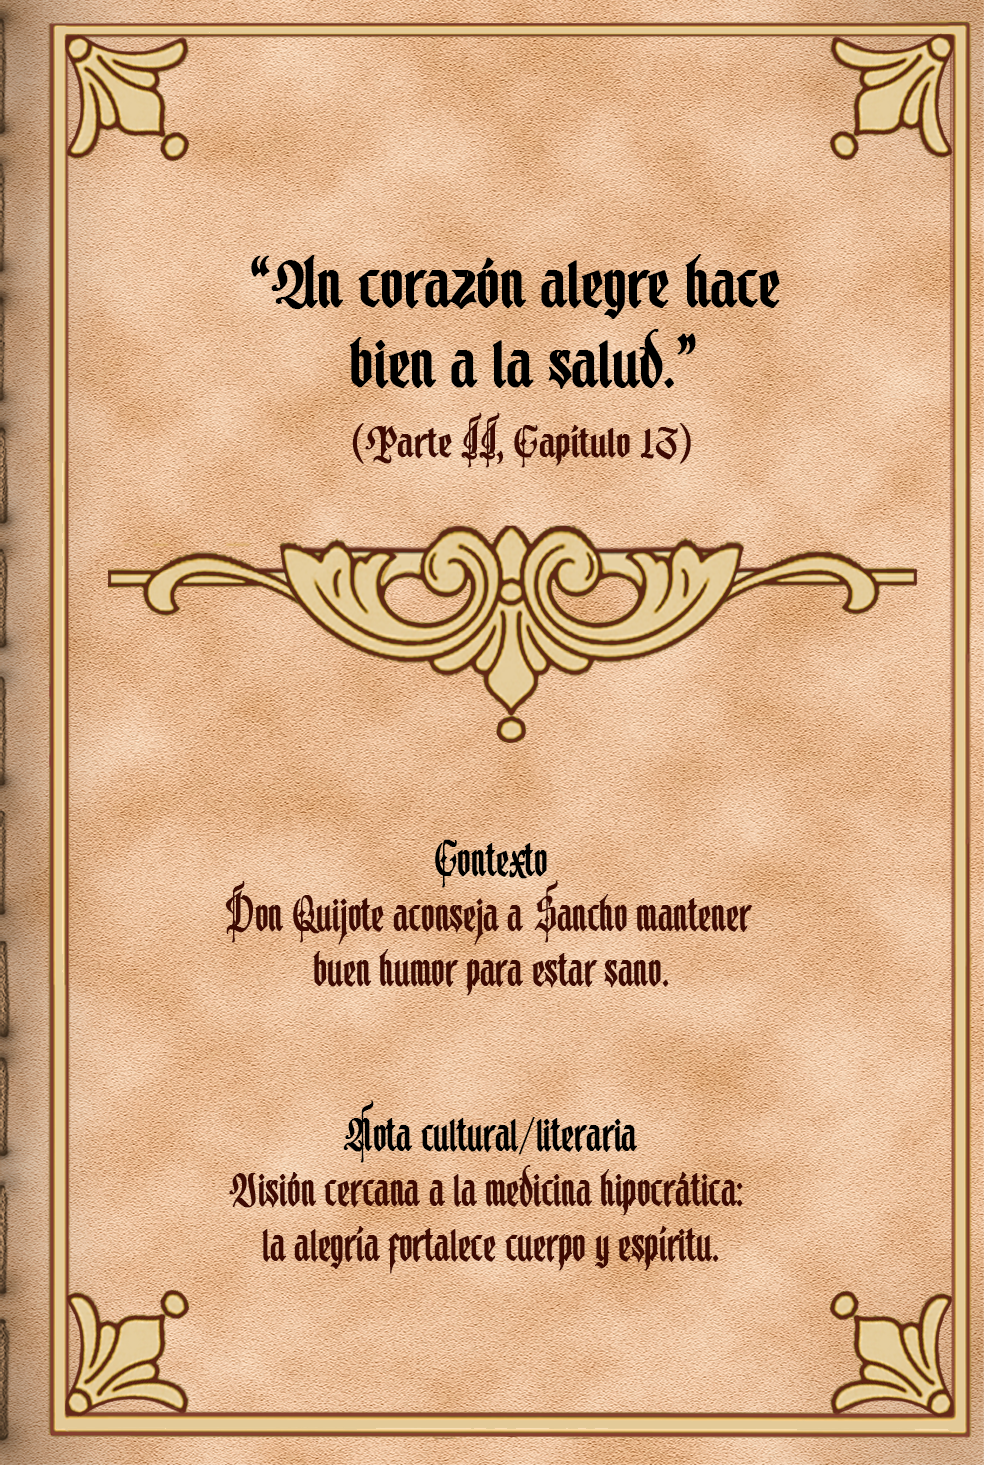 “Un corazón alegre hace
bien a la salud.”
(Parte II, Capítulo 13)
Contexto
Don Quijote aconseja a Sancho mantener
buen humor para estar sano.
Nota cultural/literaria
Visión cercana a la medicina hipocrática:
la alegría fortalece cuerpo y espíritu.